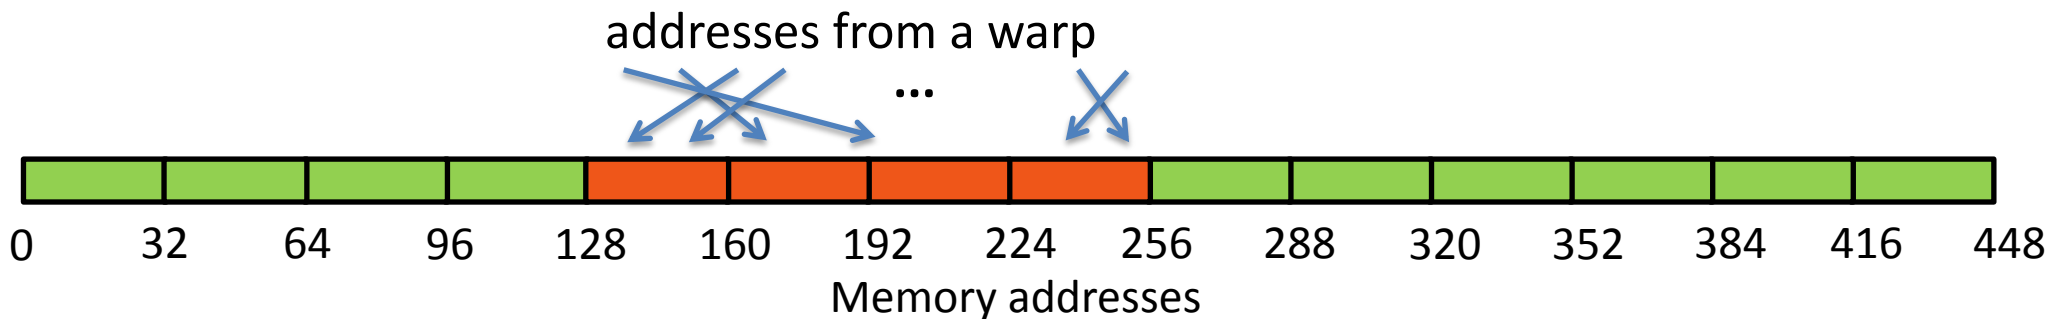 addresses from a warp
...
0 32 64 96 128 160 192 224 256 288 320 352 384 416 448
Memory addresses